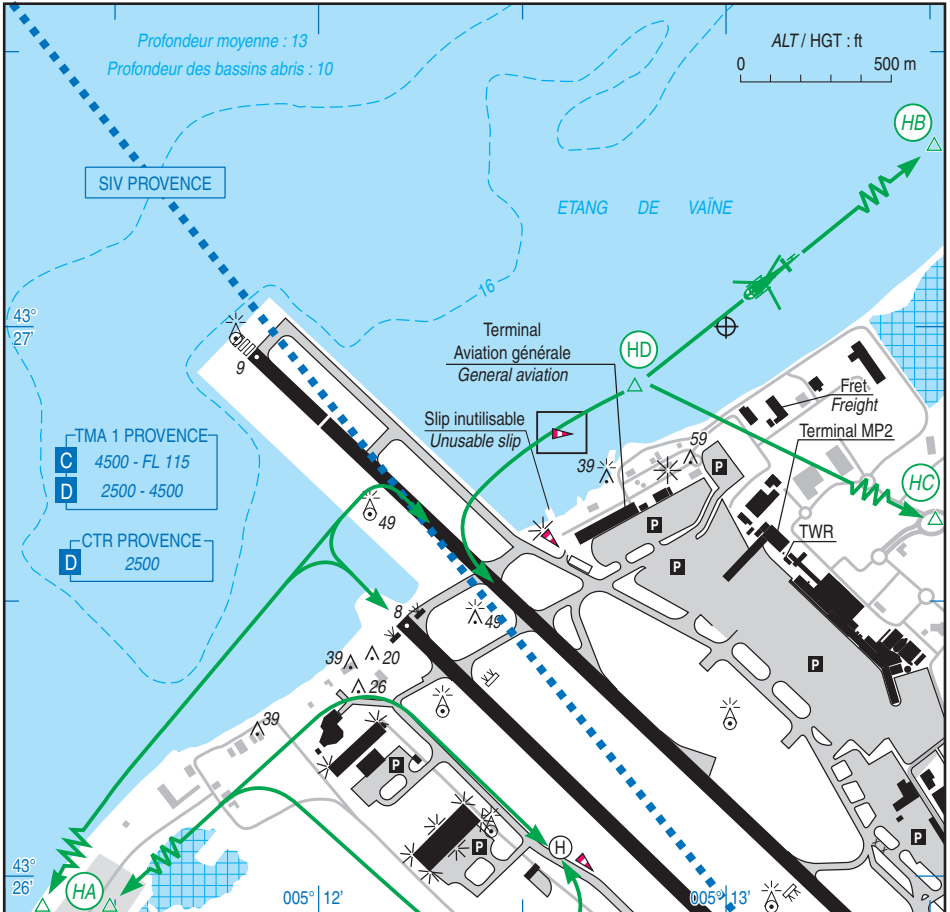 Profondeur moyenne : 13
Profondeur des bassins abris : 10
ALT / HGT : ft
0 500 m
HB
SIV PROVENCE
ETANG DE VAÏNE
16
43°
27'
9
Terminal
Aviation générale
General aviation
HD
Fret
Freight
Slip inutilisable
Unusable slip
Terminal MP2
TMA 1 PROVENCE
C 4500 - FL 115
D 2500 - 4500
39
59
P
HC
49
P
TWR
CTR PROVENCE
D 2500
P
8
49
39
20
26
P
39
P
P
P
H
43°
26'
HA
005° 12'
005° 13'